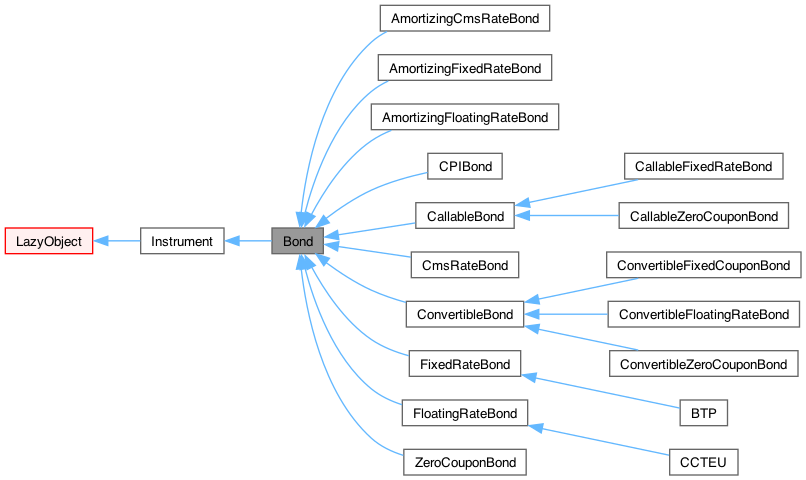 AmortizingCmsRateBond
AmortizingFixedRateBond
AmortizingFloatingRateBond
CPIBond
CallableFixedRateBond
CallableBond
CallableZeroCouponBond
LazyObject
Instrument
Bond
CmsRateBond
ConvertibleFixedCouponBond
ConvertibleBond
ConvertibleFloatingRateBond
FixedRateBond
ConvertibleZeroCouponBond
FloatingRateBond
BTP
ZeroCouponBond
CCTEU